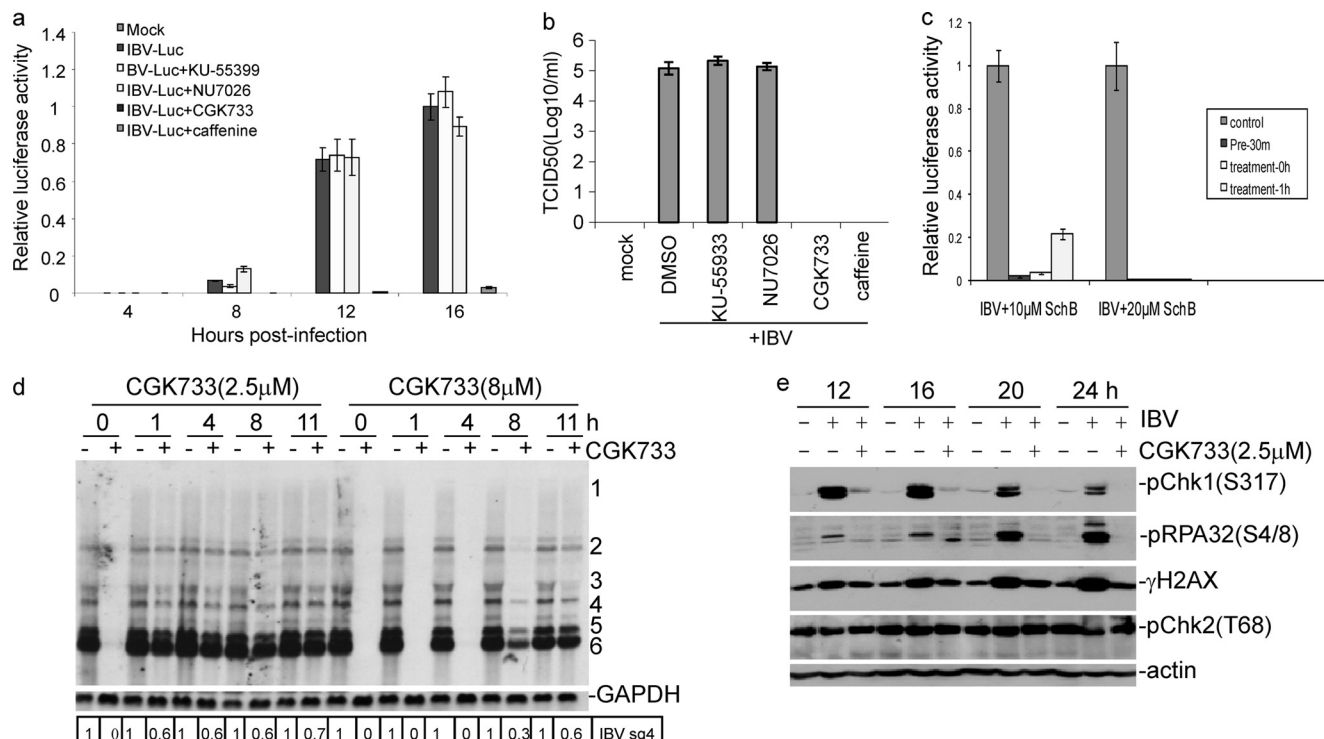 a
Relative luciferase activity
1.4
1.2
1
0.8
0.6
0.4
0.2
0
Mock
IBV-Luc
BV-Luc+KU-55399
IBV-Luc+NU7026
IBV-Luc+CGK733
IBV-Luc+caffenine
4 8 12 16
Hours post-infection
b
TCID50(Log10/ml)
6
5
4
3
2
1
0
mock
DMSO
KU-55933
NU7026
CGK733
caffeine
+IBV
c
Relative luciferase activity
1.2
1
0.8
0.6
0.4
0.2
0
control
Pre-30m
treatment-0h
treatment-1h
IBV+10μM SchB IBV+20μM SchB
d
CGK733(2.5μM) CGK733(8μM)
0 1 4 8 11 0 1 4 8 11 h
- + - + - + - + - + - + - + - + - + - + CGK733
1
2
3
4
5
6
-GAPDH
1 0 1 0.6 1 0.6 1 0.6 1 0.7 1 0 1 0 1 0 1 0.3 1 0.6 IBV sg4
e
12 16 20 24 h
- + + - + + - + + - + + IBV
- - + - - + - - + - - + CGK733(2.5μM)
-pChk1(S317)
-pRPA32(S4/8)
-γH2AX
-pChk2(T68)
-actin